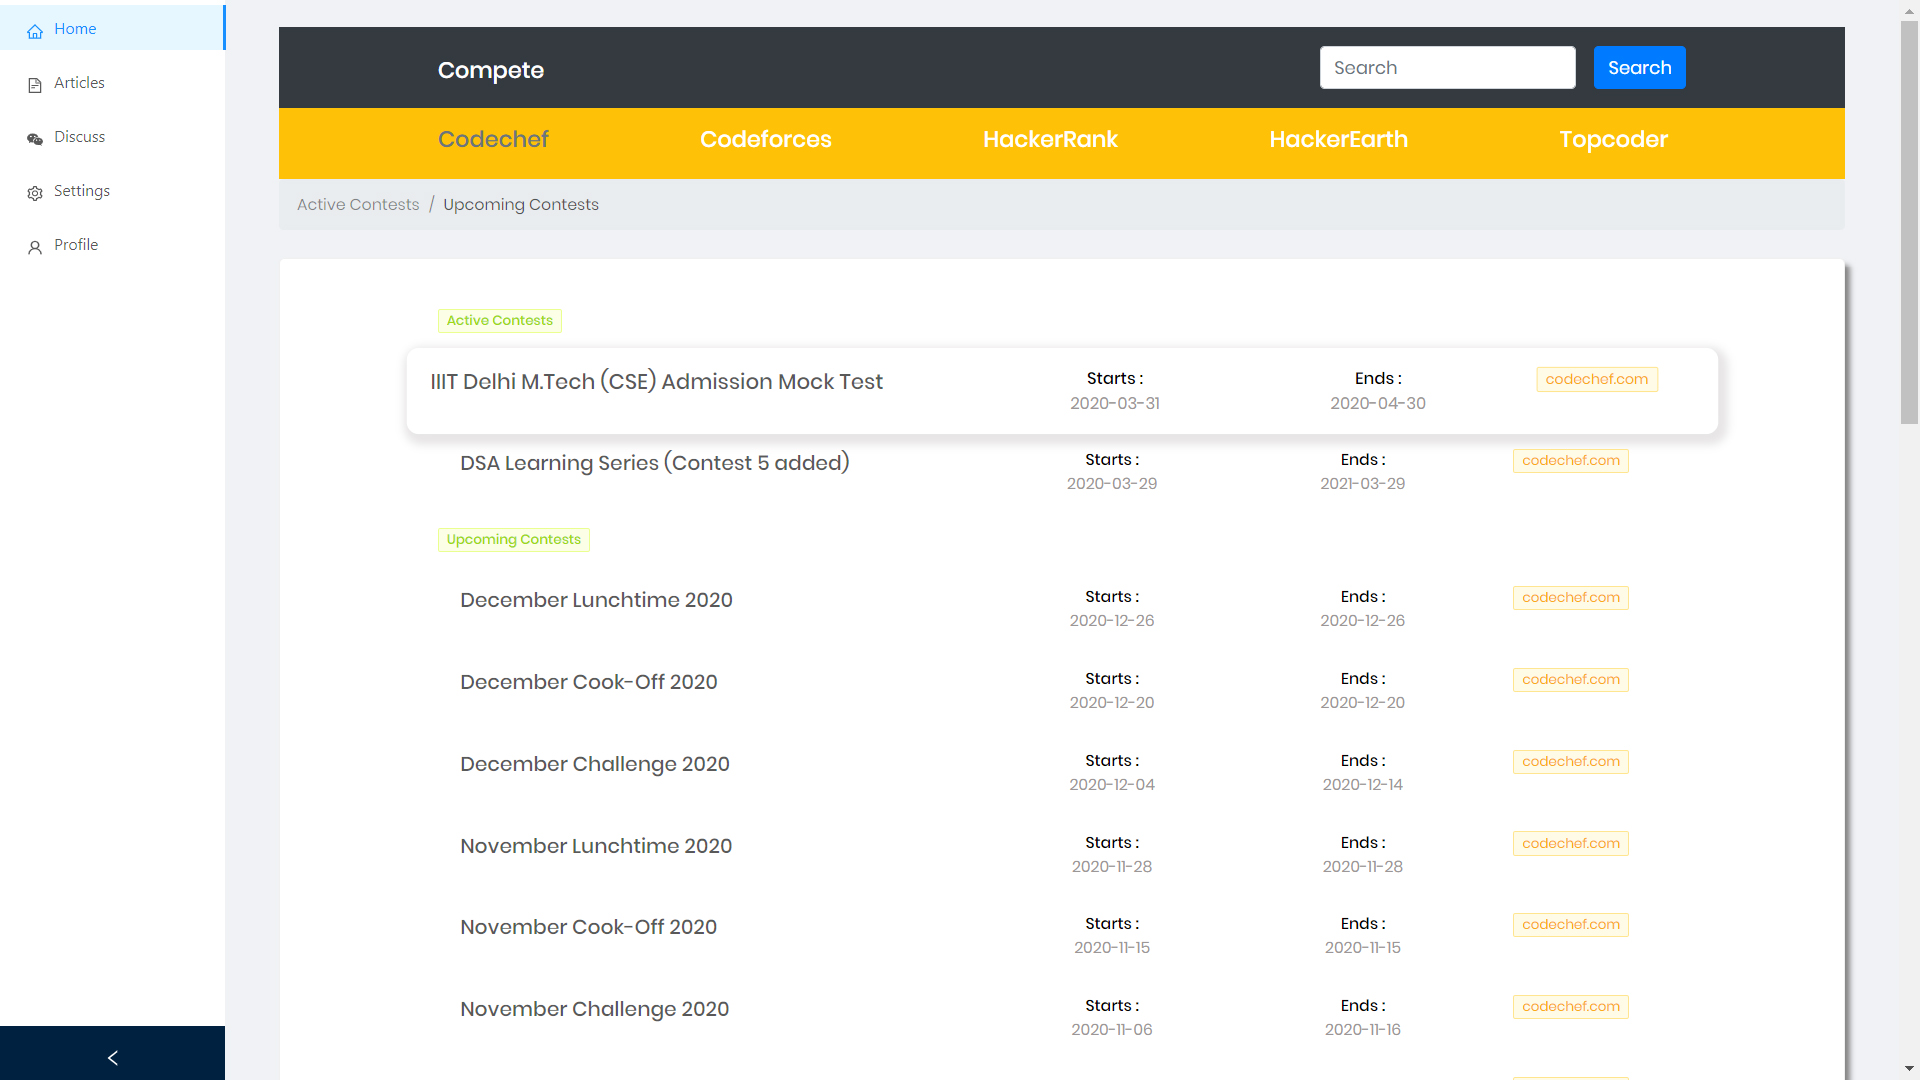 Home
Articles
Discuss
Settings
Profile
Compete
Search
Search
Codechef Codeforces HackerRank HackerEarth Topcoder
Active Contests / Upcoming Contests
Active Contests
IIIT Delhi M.Tech (CSE) Admission Mock Test Starts : Ends : codechef.com
2020-03-31 2020-04-30
DSA Learning Series (Contest 5 added) Starts : Ends : codechef.com
2020-03-29 2021-03-29
Upcoming Contests
December Lunchtime 2020 Starts : Ends : codechef.com
2020-12-26 2020-12-26
December Cook-Off 2020 Starts : Ends : codechef.com
2020-12-20 2020-12-20
December Challenge 2020 Starts : Ends : codechef.com
2020-12-04 2020-12-14
November Lunchtime 2020 Starts : Ends : codechef.com
2020-11-28 2020-11-28
November Cook-Off 2020 Starts : Ends : codechef.com
2020-11-15 2020-11-15
November Challenge 2020 Starts : Ends : codechef.com
2020-11-06 2020-11-16